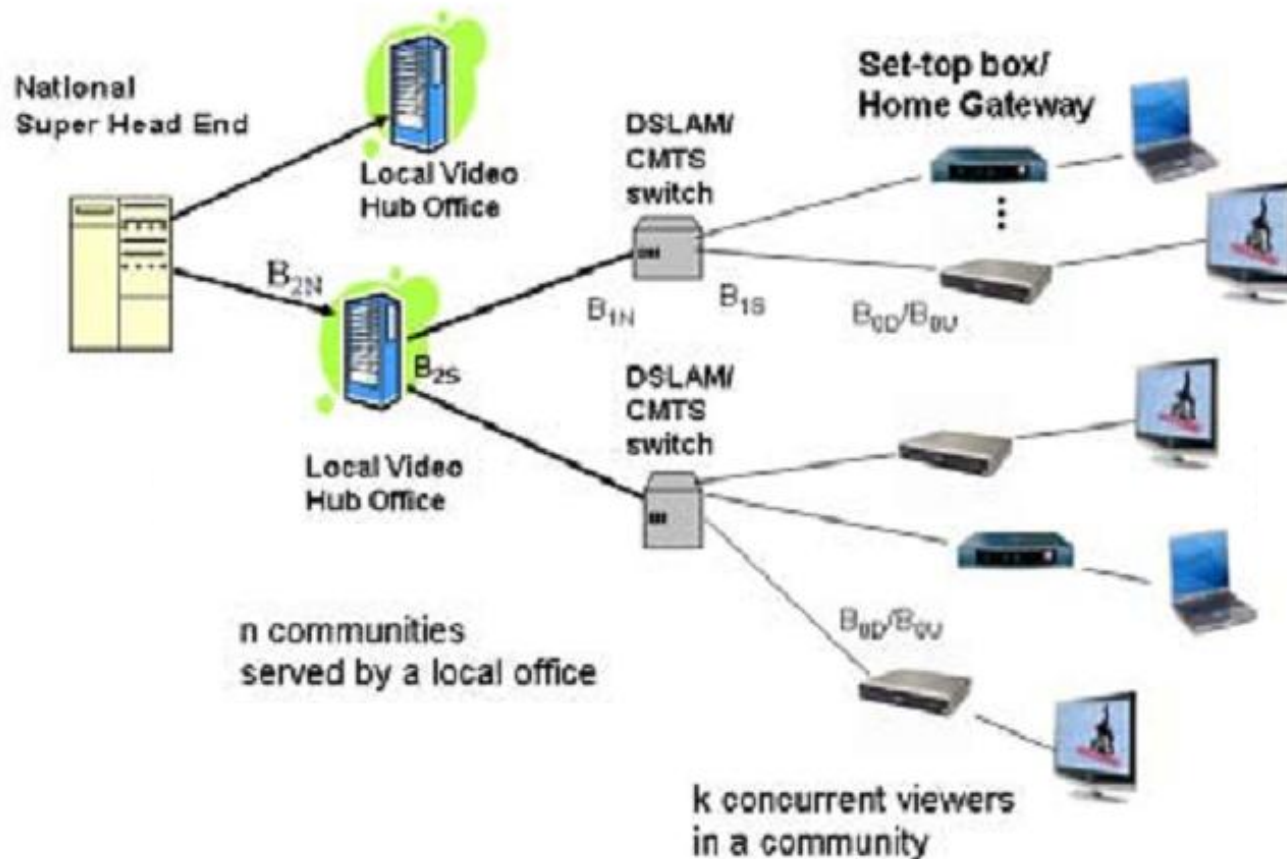 National
Super Head End
Local Video
Hub Office
DSLAM/
CMTS
switch
Set-top box/
Home Gateway
B2N
B1N
B1S
B0D/B0U
B2S
Local Video
Hub Office
DSLAM/
CMTS
switch
B0D/B0U
n communities
served by a local office
k concurrent viewers
in a community